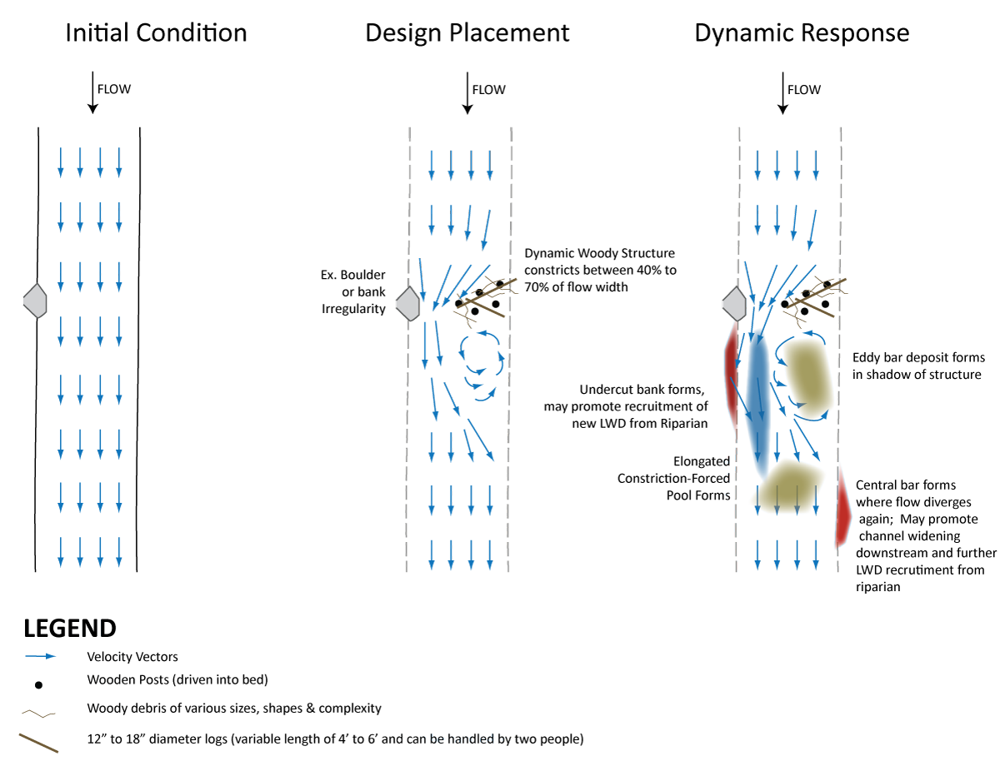 Initial Condition
Design Placement
Dynamic Response
FLOW
FLOW
FLOW
Ex. Boulder
or bank
Irregularity
Dynamic Woody Structure
constricts between 40% to
70% of flow width
Undercut bank forms,
may promote recruitment of
new LWD from Riparian
Elongated
Constriction-Forced
Pool Forms
Eddy bar deposit forms
in shadow of structure
Central bar forms
where flow diverges
again; May promote
channel widening
downstream and further
LWD recrutiment from
riparian
LEGEND
Velocity Vectors
Wooden Posts (driven into bed)
Woody debris of various sizes, shapes & complexity
12” to 18” diameter logs (variable length of 4’ to 6’ and can be handled by two people)